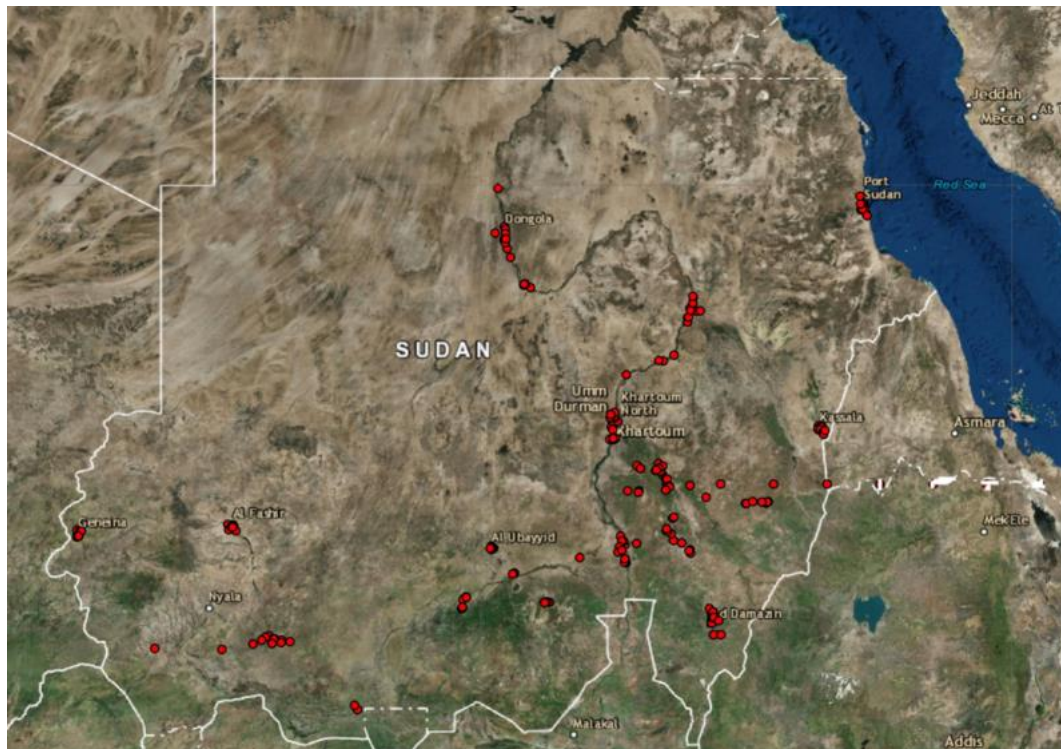 Jeddah
Mecca
At
Port
Sudan
Red Sea
Dongola
SUDAN
Umm
Durman
Khartoum
North
Khartoum
Kassala
Asmara
Geneina
Al Fashir
Al Ubayyid
Mek'Ele
Nyala
d Damazin
Malakal
Addis